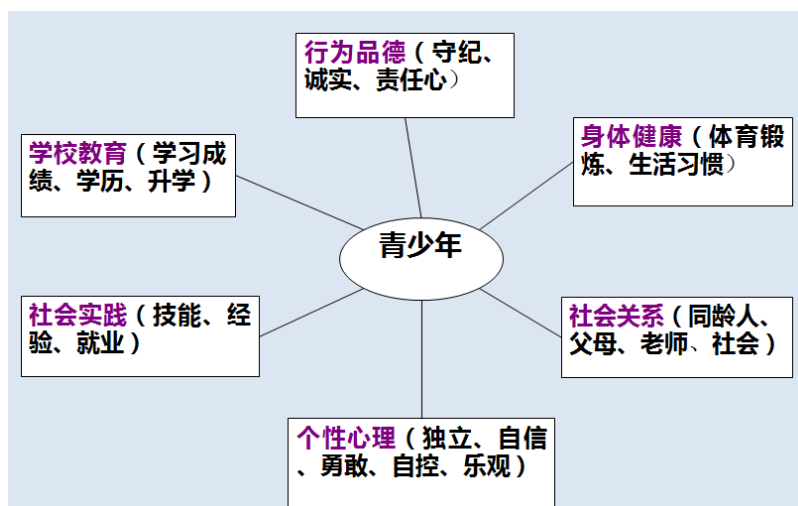 行为品德（守纪、
诚实、责任心）
学校教育（学习成
绩、学历、升学）
身体健康（体育锻
炼、生活习惯）
青少年
社会实践（技能、经
验、就业）
社会关系（同龄人、
父母、老师、社会）
个性心理（独立、自信
、勇敢、自控、乐观）